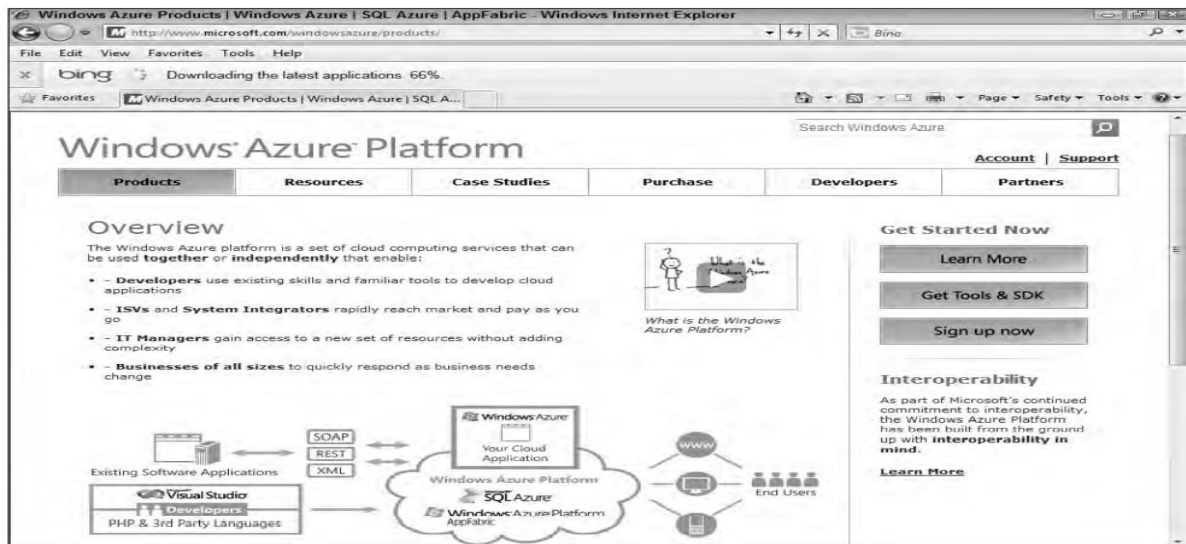 Windows Azure Products | Windows Azure | SQL Azure | AppFabric - Windows Internet Explorer
http://www.microsoft.com/windowsazure/products/
Bing
File Edit View Favorites Tools Help
x bing Downloading the latest applications 66%.
Favorites Windows Azure Products | Windows Azure | SQL A...
Page Safety Tools
Search Windows Azure
Windows Azure Platform
Account | Support
Products Resources Case Studies Purchase Developers Partners
Overview
The Windows Azure platform is a set of cloud computing services that can
be used together or independently that enable:
• - Developers use existing skills and familiar tools to develop cloud
applications
• - ISVs and System Integrators rapidly reach market and pay as you
go
• - IT Managers gain access to a new set of resources without adding
complexity
• - Businesses of all sizes to quickly respond as business needs
change
?
What is the
Windows Azure
What is the Windows
Azure Platform?
Get Started Now
Learn More
Get Tools & SDK
Sign up now
Interoperability
As part of Microsoft's continued
commitment to interoperability,
the Windows Azure Platform
has been built from the ground
up with interoperability in
mind.
Learn More
Existing Software Applications
SOAP
REST
XML
Visual Studio
Developers
PHP & 3rd Party Languages
Windows Azure
Your Cloud
Application
Windows Azure Platform
SQL Azure
Windows Azure Platform
AppFabric
www
End Users